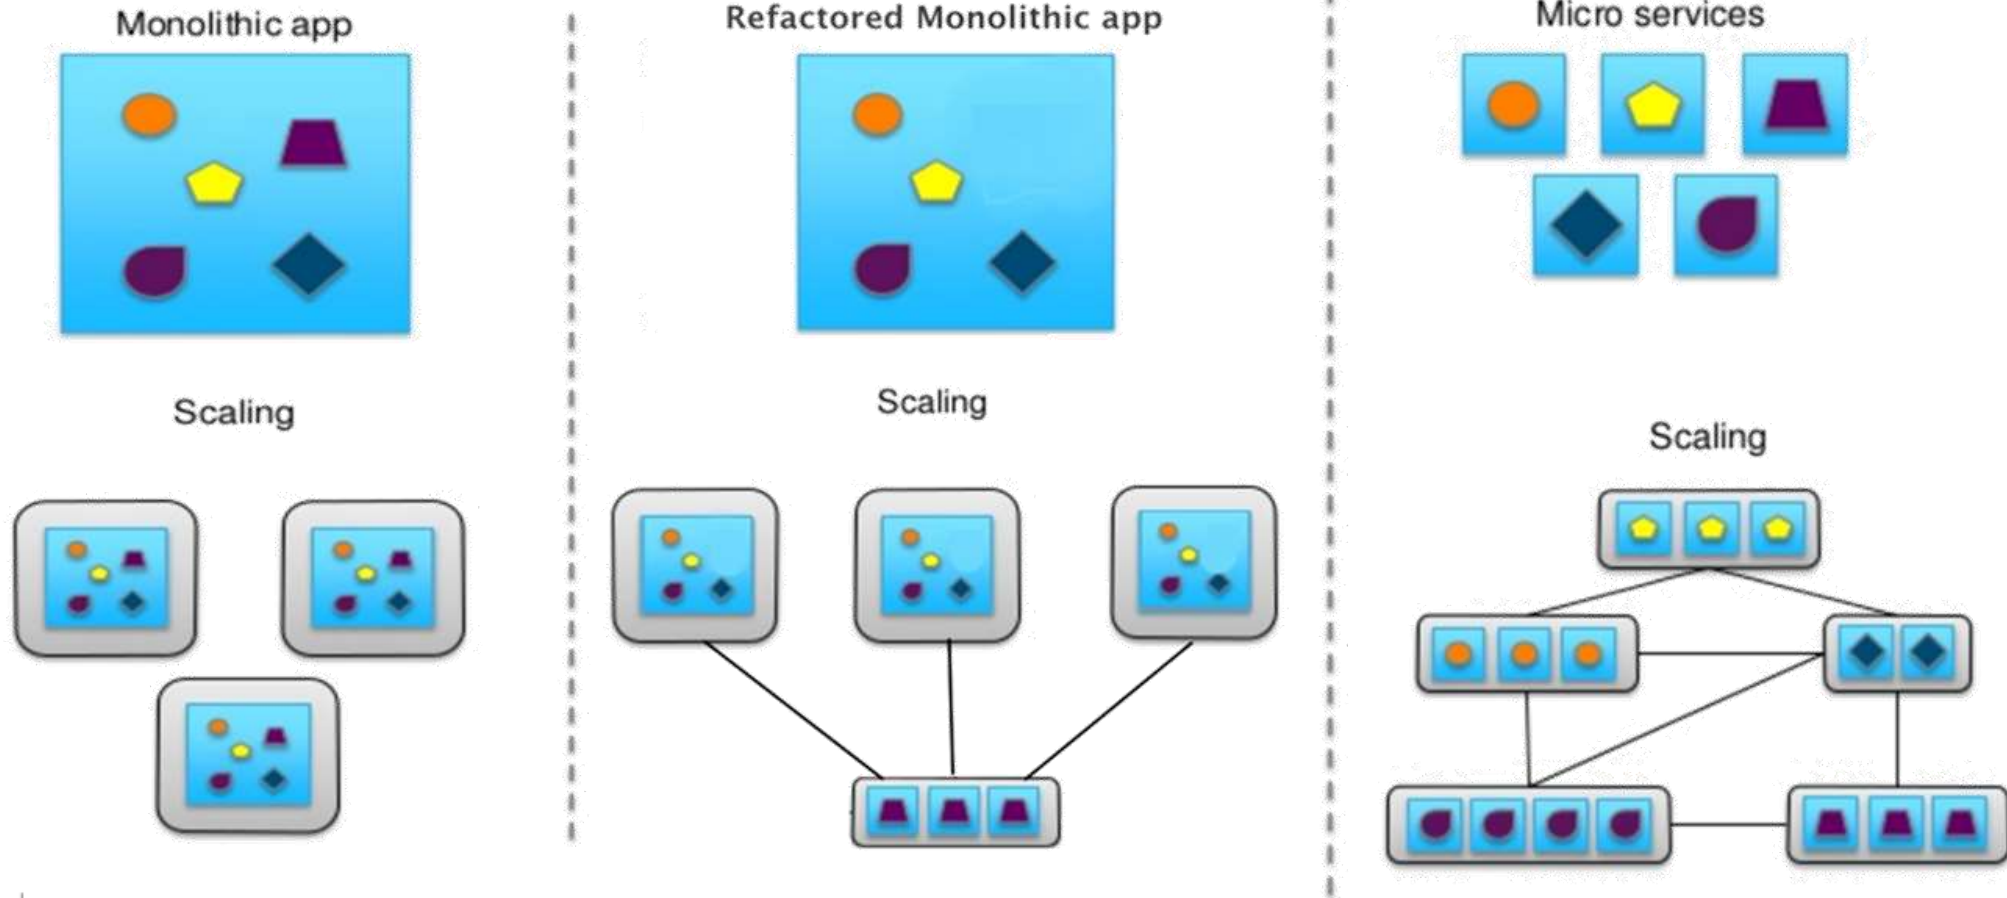 Monolithic app
Refactored Monolithic app
Micro services
Scaling
Scaling
Scaling